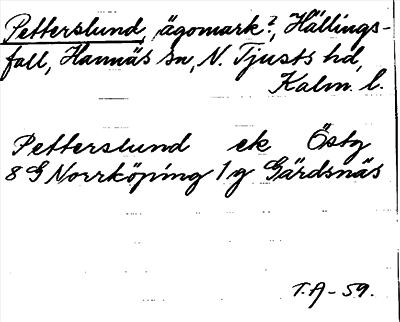 Petterslund, ägomark?, Hällings-
fall, Hannäs sn, N. Tjusts hd,
Kalm. l.
Petterslund ek Östg
8 G Norrköping 1 g Gärdsnäs
T.A-59.